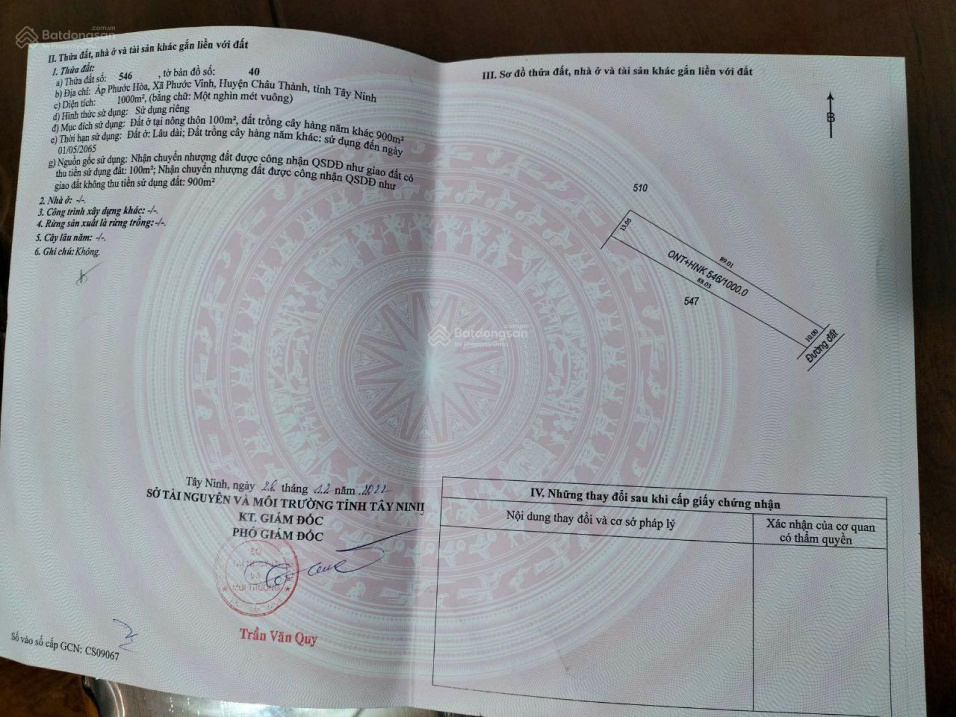 Batdongsan
II. Thửa đất, nhà ở và tài sản khác gắn liền với đất
1. Thửa đất:
a) Thửa đất số: 546 , tờ bản đồ số: 40
b) Địa chỉ: Ấp Phước Hòa, Xã Phước Vinh, Huyện Châu Thành, tỉnh Tây Ninh
c) Diện tích: 1000m², (bằng chữ: Một nghìn mét vuông)
d) Hình thức sử dụng: Sử dụng riêng
đ) Mục đích sử dụng: Đất ở tại nông thôn 100m², đất trồng cây hàng năm khác 900m²
e) Thời hạn sử dụng: Đất ở: Lâu dài; Đất trồng cây hàng năm khác: sử dụng đến ngày
01/05/2065
g) Nguồn gốc sử dụng: Nhận chuyển nhượng đất được công nhận QSDĐ như giao đất có
thu tiền sử dụng đất: 100m²; Nhận chuyển nhượng đất được công nhận QSDĐ như
giao đất không thu tiền sử dụng đất: 900m²
2. Nhà ở: -/-.
3. Công trình xây dựng khác: -/-.
4. Rừng sản xuất là rừng trồng: -/-.
5. Cây lâu năm: -/-.
6. Ghi chú: Không.
Tây Ninh, ngày 26 tháng 12 năm 2022
SỞ TÀI NGUYÊN VÀ MÔI TRƯỜNG TỈNH TÂY NINH
KT. GIÁM ĐỐC
PHÓ GIÁM ĐỐC
Trần Văn Quy
Số vào sổ cấp GCN: CS09067
III. Sơ đồ thửa đất, nhà ở và tài sản khác gắn liền với đất
B
510
13.00
89.01
ONT+HNK 546/1000.0
88.03
547
10.00
Đường đất
Batdongsan
IV. Những thay đổi sau khi cấp giấy chứng nhận
Nội dung thay đổi và cơ sở pháp lý
Xác nhận của cơ quan
có thẩm quyền